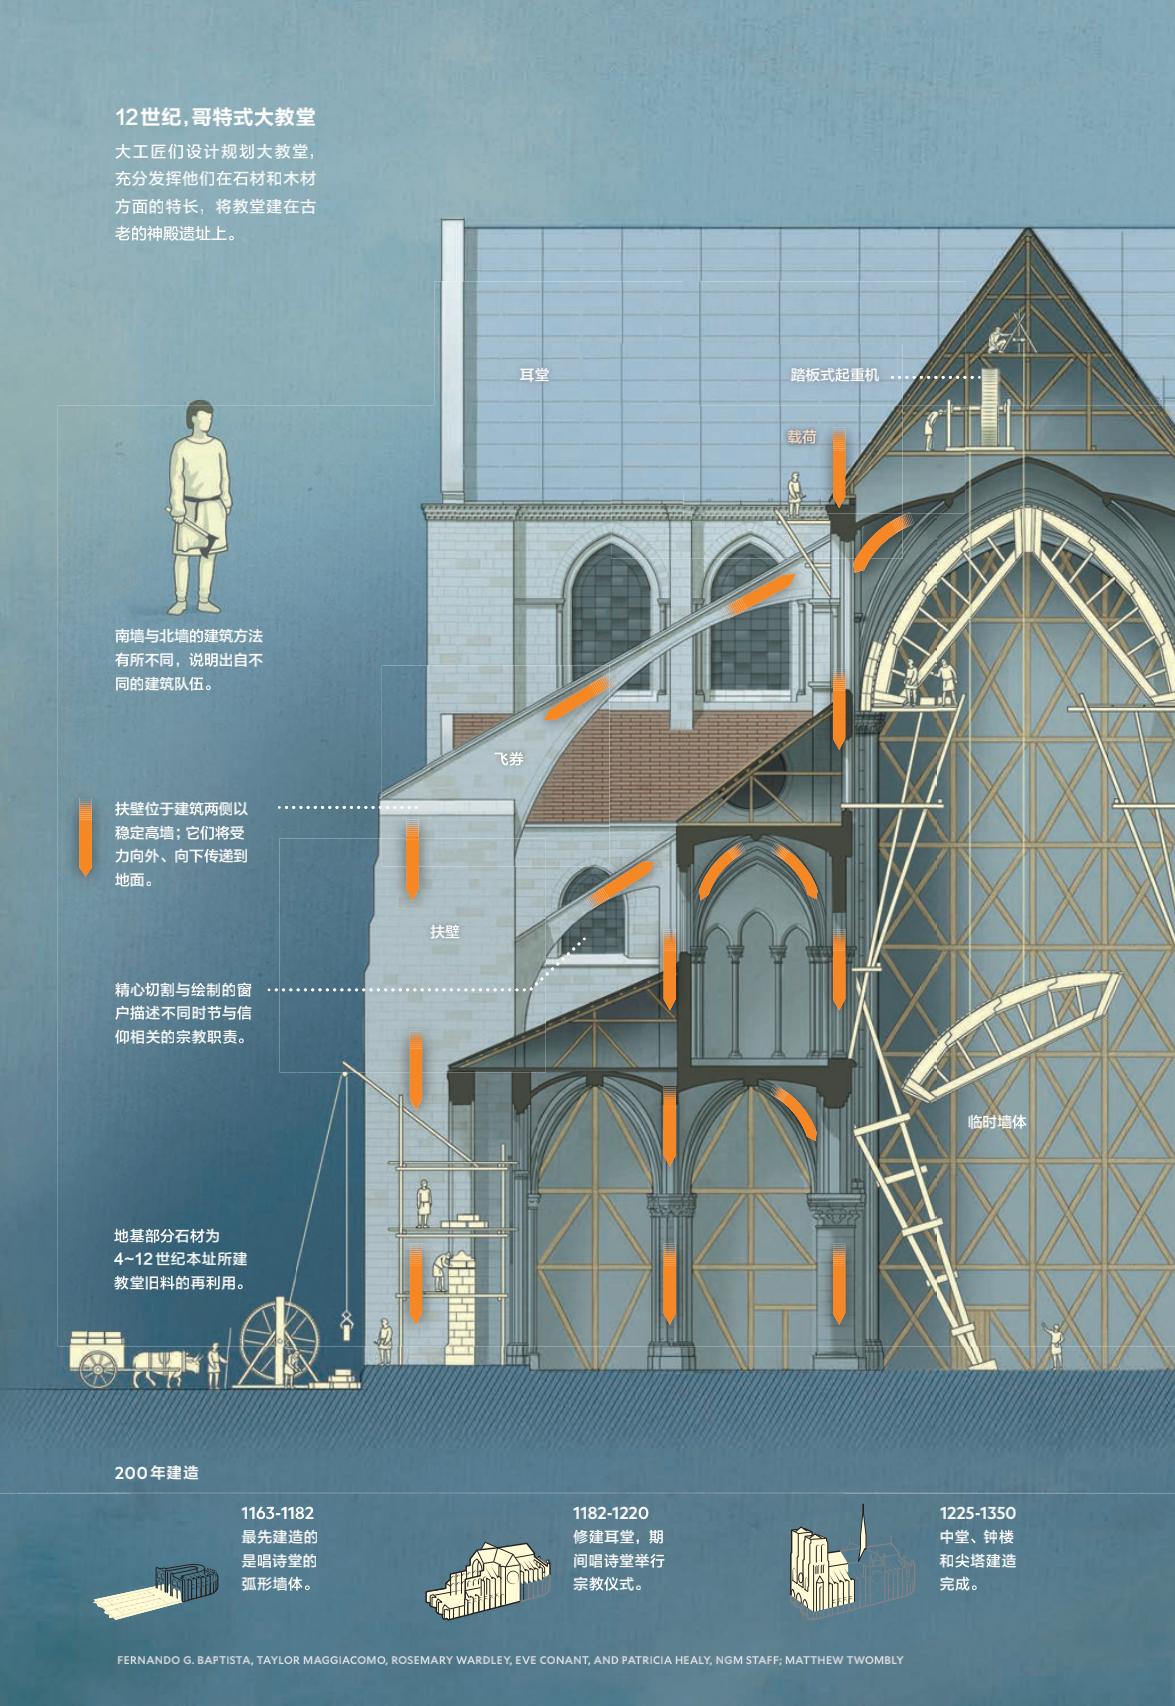 12世纪,哥特式大教堂
大工匠们设计规划大教堂,
充分发挥他们在石材和木材
方面的特长，将教堂建在古
老的神殿遗址上。
耳堂
踏板式起重机
载荷
南墙与北墙的建筑方法
有所不同，说明出自不
同的建筑队伍。
飞券
扶壁位于建筑两侧以
稳定高墙；它们将受
力向外、向下传递到
地面。
扶壁
精心切割与绘制的窗
户描述不同时节与信
仰相关的宗教职责。
临时墙体
地基部分石材为
4~12世纪本址所建
教堂旧料的再利用。
200年建造
1163-1182
最先建造的
是唱诗堂的
弧形墙体。
1182-1220
修建耳堂，期
间唱诗堂举行
宗教仪式。
1225-1350
中堂、钟楼
和尖塔建造
完成。
FERNANDO G. BAPTISTA, TAYLOR MAGGIACOMO, ROSEMARY WARDLEY, EVE CONANT, AND PATRICIA HEALY, NGM STAFF; MATTHEW TWOMBLY